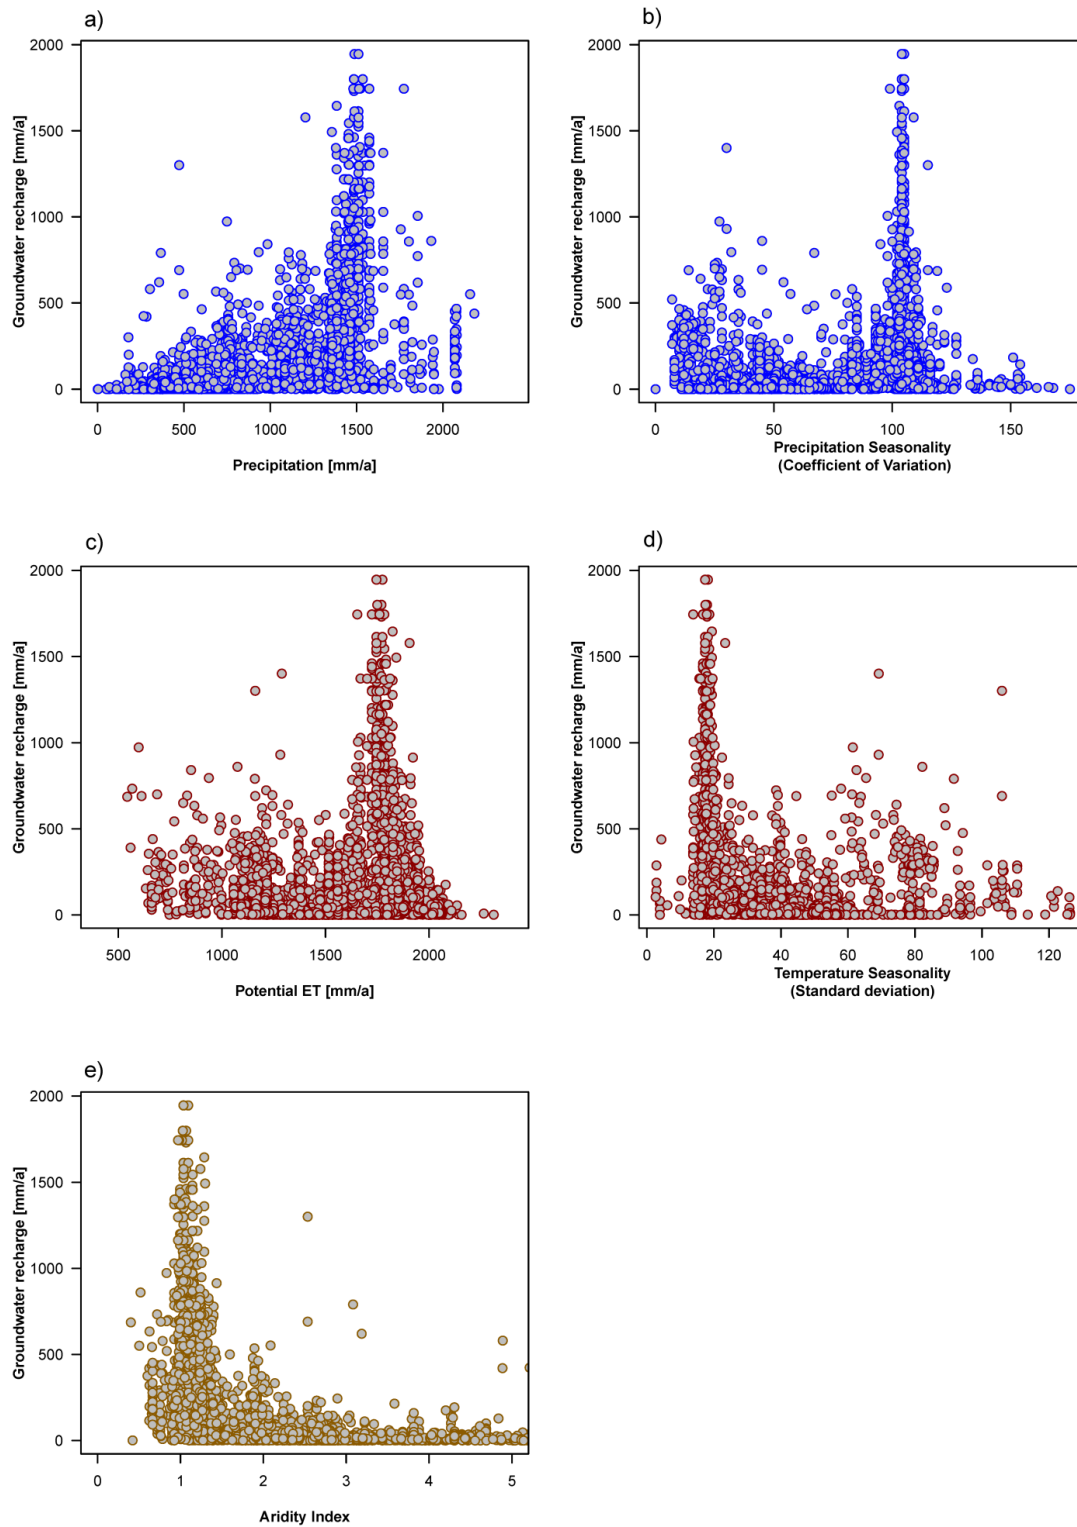 a)
2000
1500
1000
500
0
Groundwater recharge [mm/a]
0 500 1000 1500 2000
Precipitation [mm/a]
b)
2000
1500
1000
500
0
Groundwater recharge [mm/a]
0 50 100 150
Precipitation Seasonality
(Coefficient of Variation)
c)
2000
1500
1000
500
0
Groundwater recharge [mm/a]
500 1000 1500 2000
Potential ET [mm/a]
d)
2000
1500
1000
500
0
Groundwater recharge [mm/a]
0 20 40 60 80 100 120
Temperature Seasonality
(Standard deviation)
e)
2000
1500
1000
500
0
Groundwater recharge [mm/a]
0 1 2 3 4 5
Aridity Index